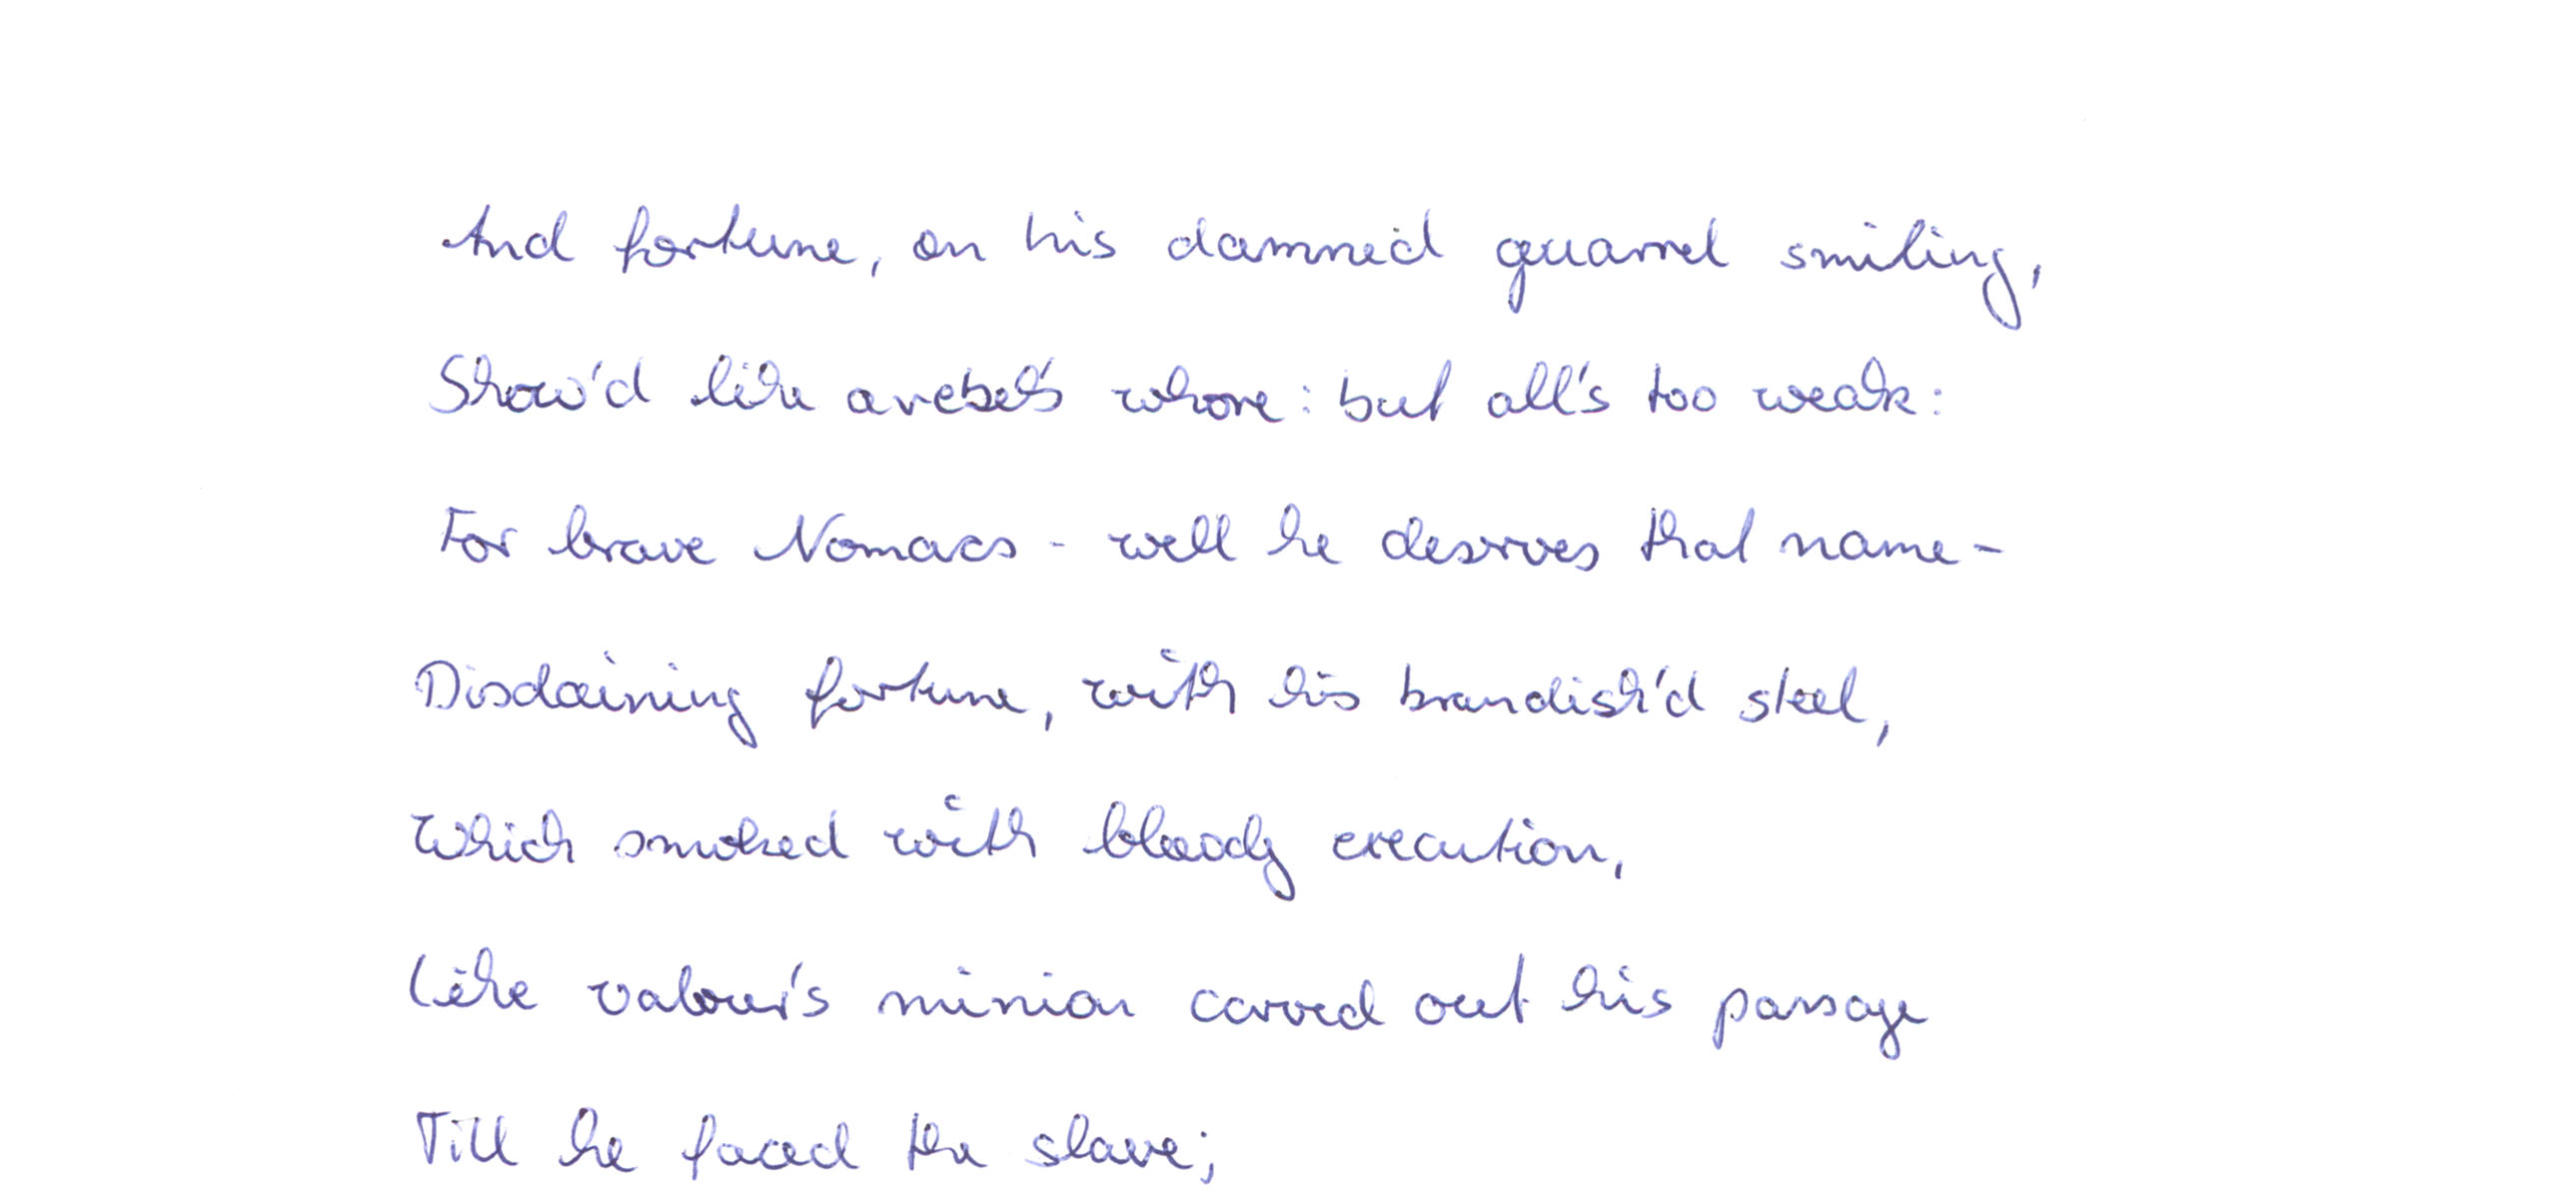 And fortune, on his damned quarrel smiling,
Show'd like a rebel's whore: but all's too weak:
For brave Nomacs - well he deserves that name-
Disdaining fortune, with his brandish'd steel,
Which smoked with bloody execution,
Like valour's minion carved out his passage
Till he faced the slave;